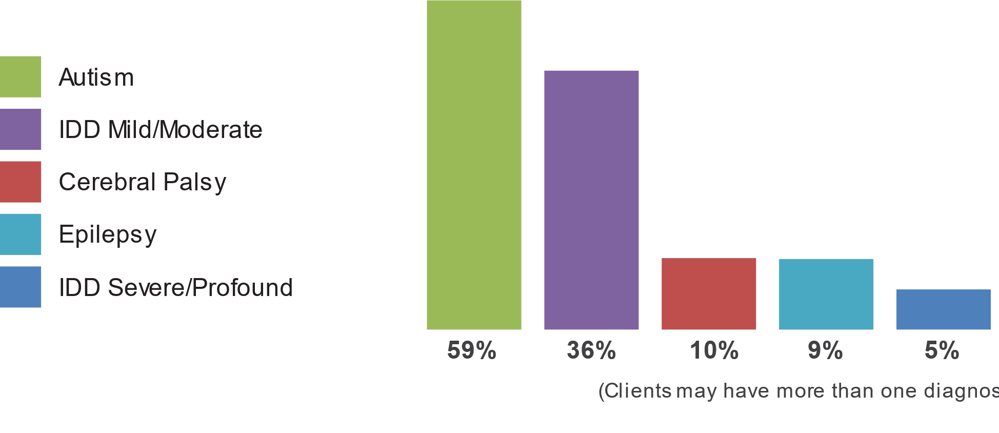 Autism
IDD Mild/Moderate
Cerebral Palsy
Epilepsy
IDD Severe/Profound
59% 36% 10% 9% 5%
(Clients may have more than one diagnos